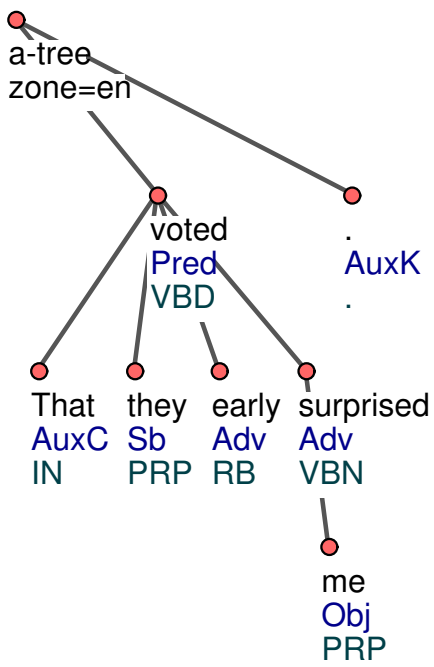 a-tree
zone=en
voted
Pred
VBD
.
AuxK
.
That they early surprised
AuxC Sb Adv Adv
IN PRP RB VBN
me
Obj
PRP